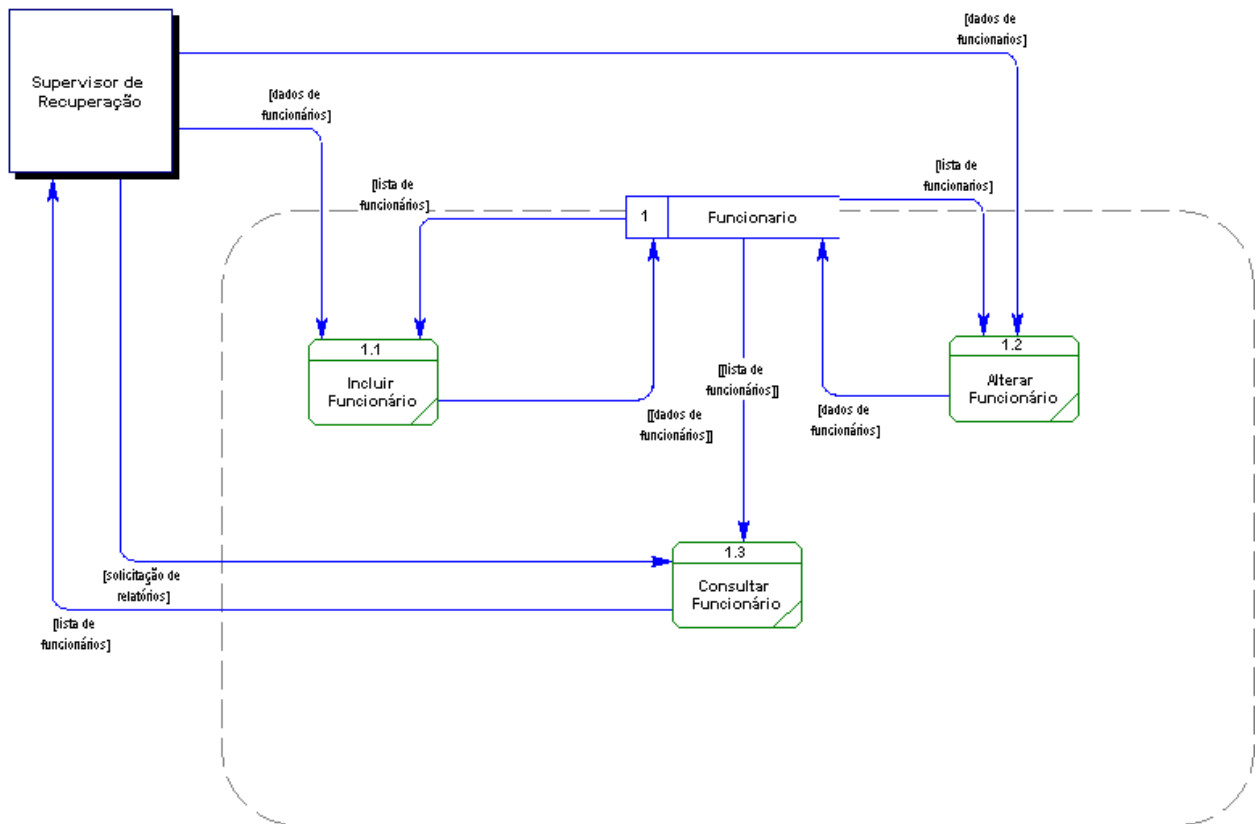 [dados de
funcionarios]
Supervisor de
Recuperação
[dados de
funcionários]
[lista de
funcionários]
[lista de
funcionarios]
1
Funcionario
1.1
Incluir
Funcionário
1.2
Alterar
Funcionário
[[lista de
funcionários]]
[[dados de
funcionários]]
[dados de
funcionários]
1.3
Consultar
Funcionário
[solicitação de
relatórios]
[lista de
funcionários]